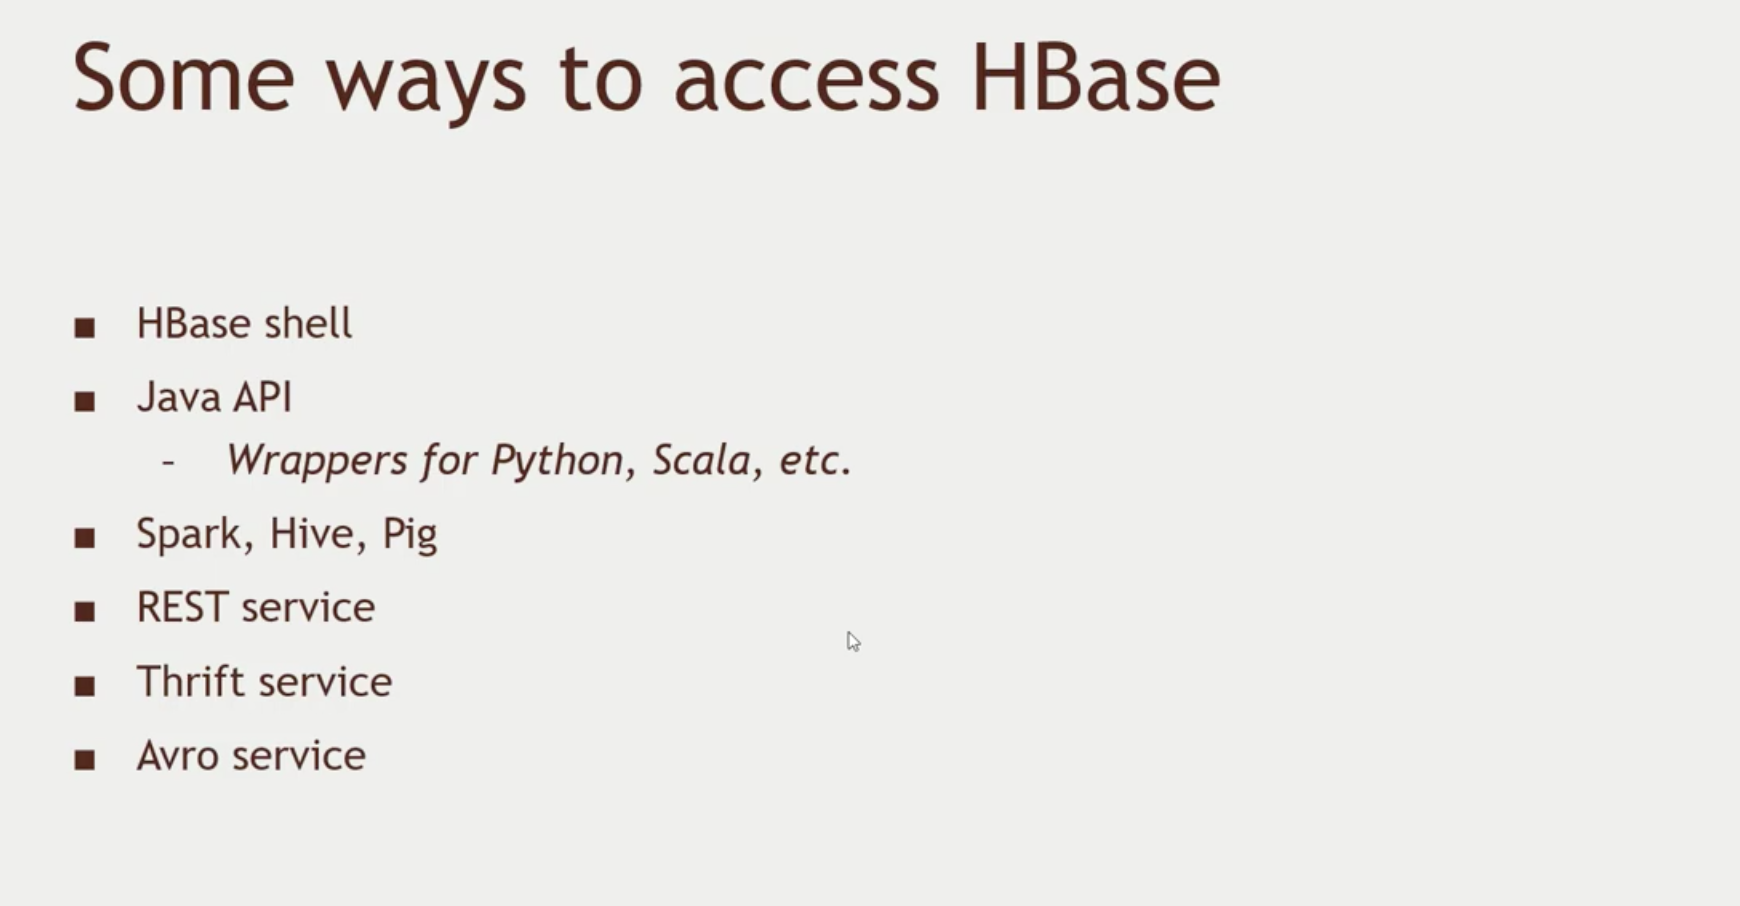 Some ways to access HBase
■ HBase shell
■ Java API
– Wrappers for Python, Scala, etc.
■ Spark, Hive, Pig
■ REST service
■ Thrift service
■ Avro service